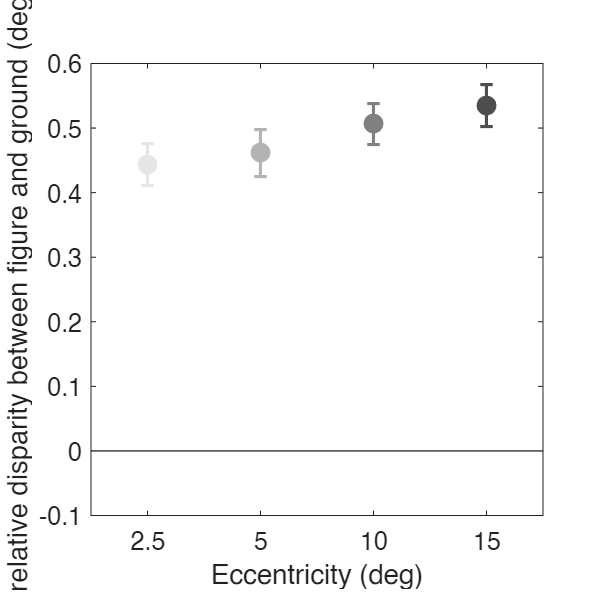 relative disparity between figure and ground (deg
0.6
0.5
0.4
0.3
0.2
0.1
0
-0.1
2.5 5 10 15
Eccentricity (deg)